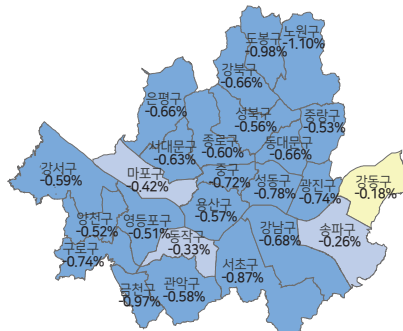 도봉구
-0.98%
노원구
-1.10%
강북구
-0.66%
은평구
-0.66%
성북구
-0.56%
중랑구
-0.53%
서대문구
-0.63%
종로구
-0.60%
동대문구
-0.66%
강서구
-0.59%
마포구
-0.42%
중구
-0.72%
성동구
-0.78%
광진구
-0.74%
강동구
-0.18%
양천구
-0.52%
영등포구
-0.51%
용산구
-0.57%
동작구
-0.33%
강남구
-0.68%
송파구
-0.26%
구로구
-0.74%
금천구
-0.97%
관악구
-0.58%
서초구
-0.87%